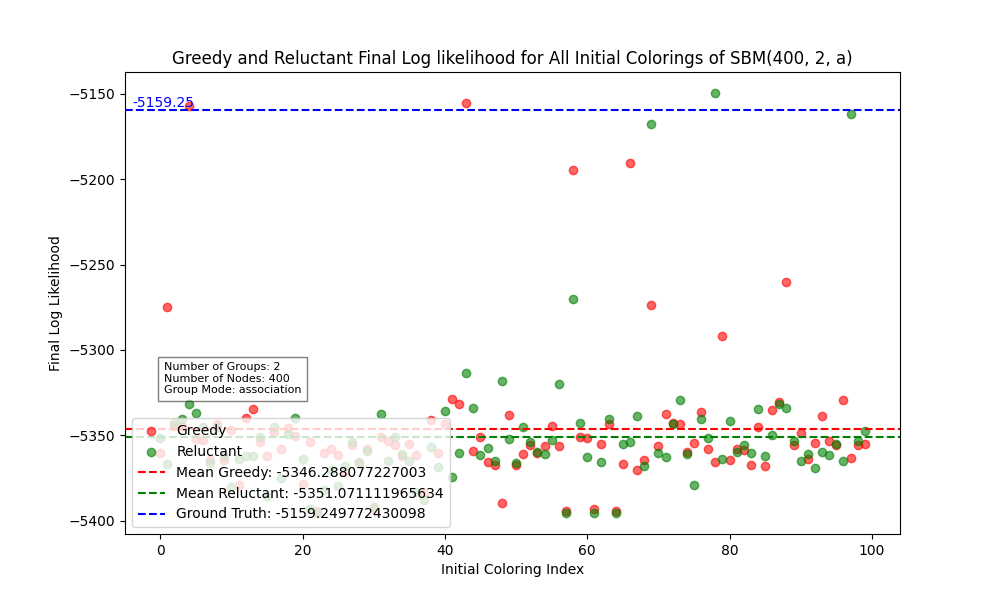 Greedy and Reluctant Final Log likelihood for All Initial Colorings of SBM(400, 2, a)
−5150
−5200
−5250
−5300
−5350
−5400
Final Log Likelihood
-5159.25
Number of Groups: 2
Number of Nodes: 400
Group Mode: association
Greedy
Reluctant
Mean Greedy: -5346.288077227003
Mean Reluctant: -5351.071111965634
Ground Truth: -5159.249772430098
0
20
40
60
80
100
Initial Coloring Index